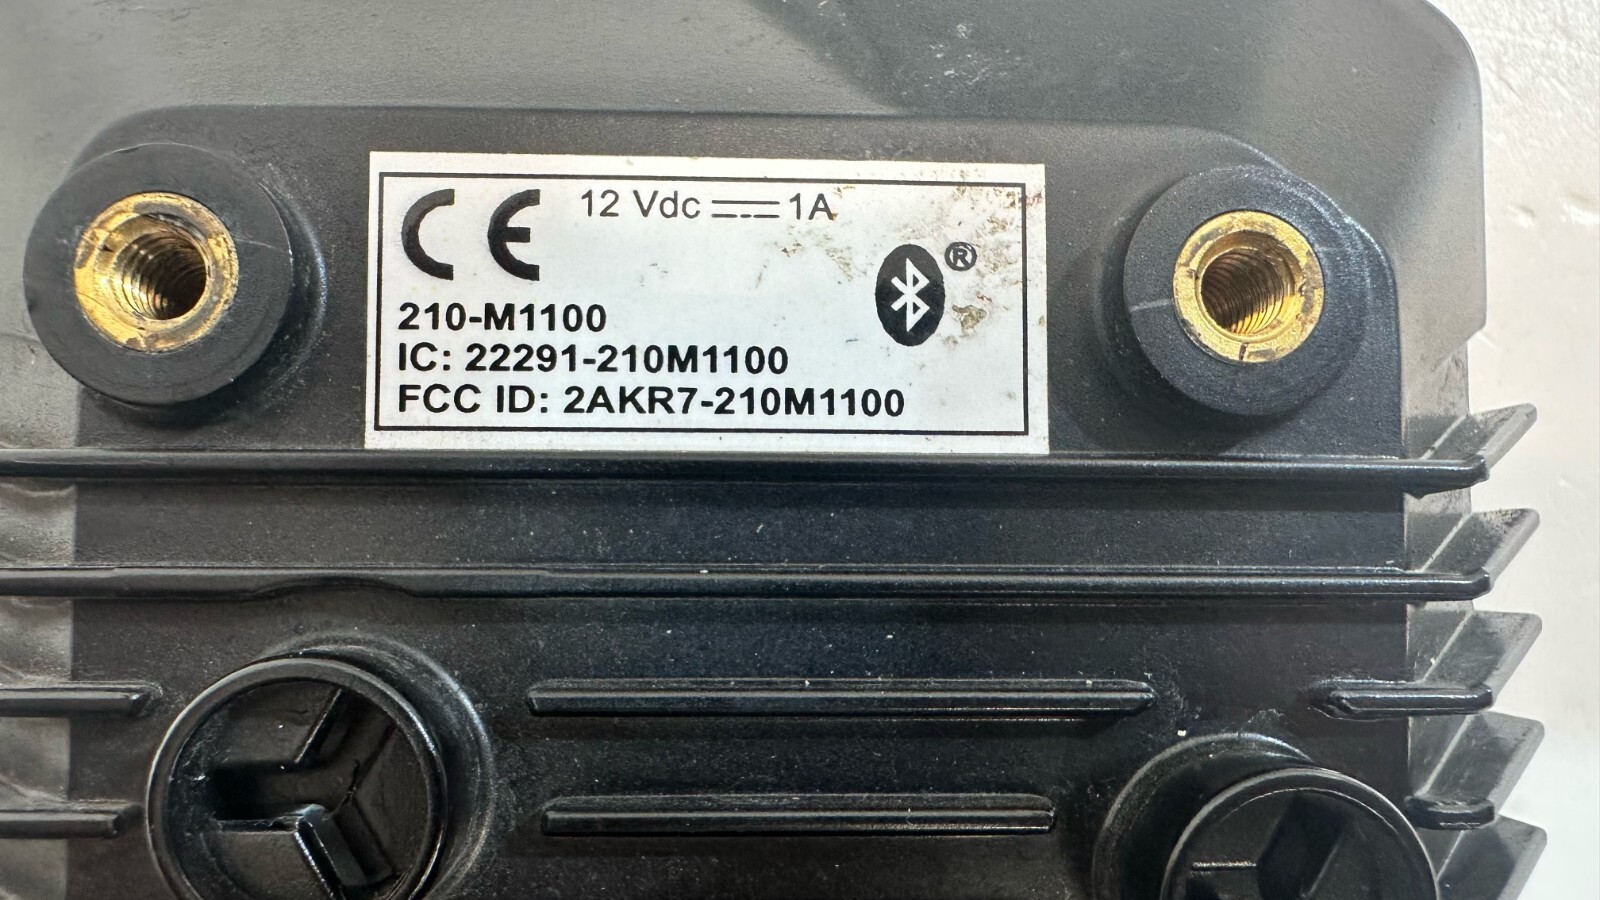 CE 12 Vdc ⎓ 1A
®
210-M1100
IC: 22291-210M1100
FCC ID: 2AKR7-210M1100